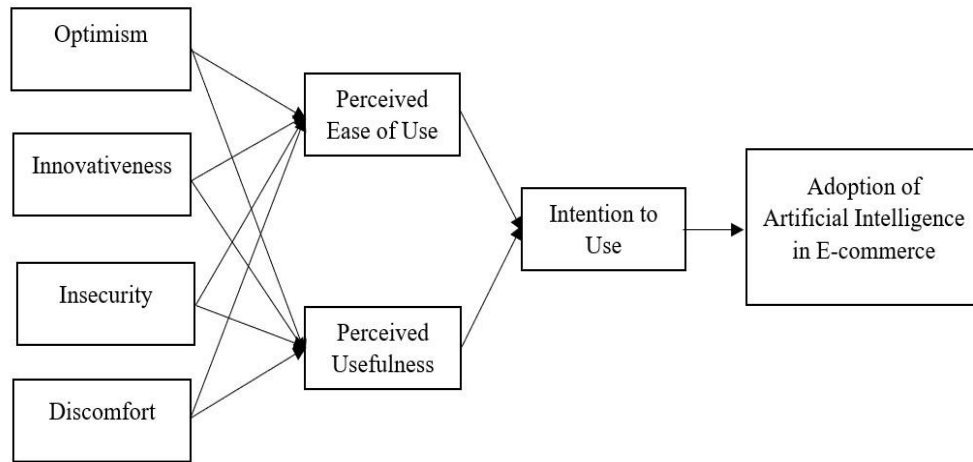 Optimism
Innovativeness
Insecurity
Discomfort
Perceived
Ease of Use
Perceived
Usefulness
Intention to
Use
Adoption of
Artificial Intelligence
in E-commerce